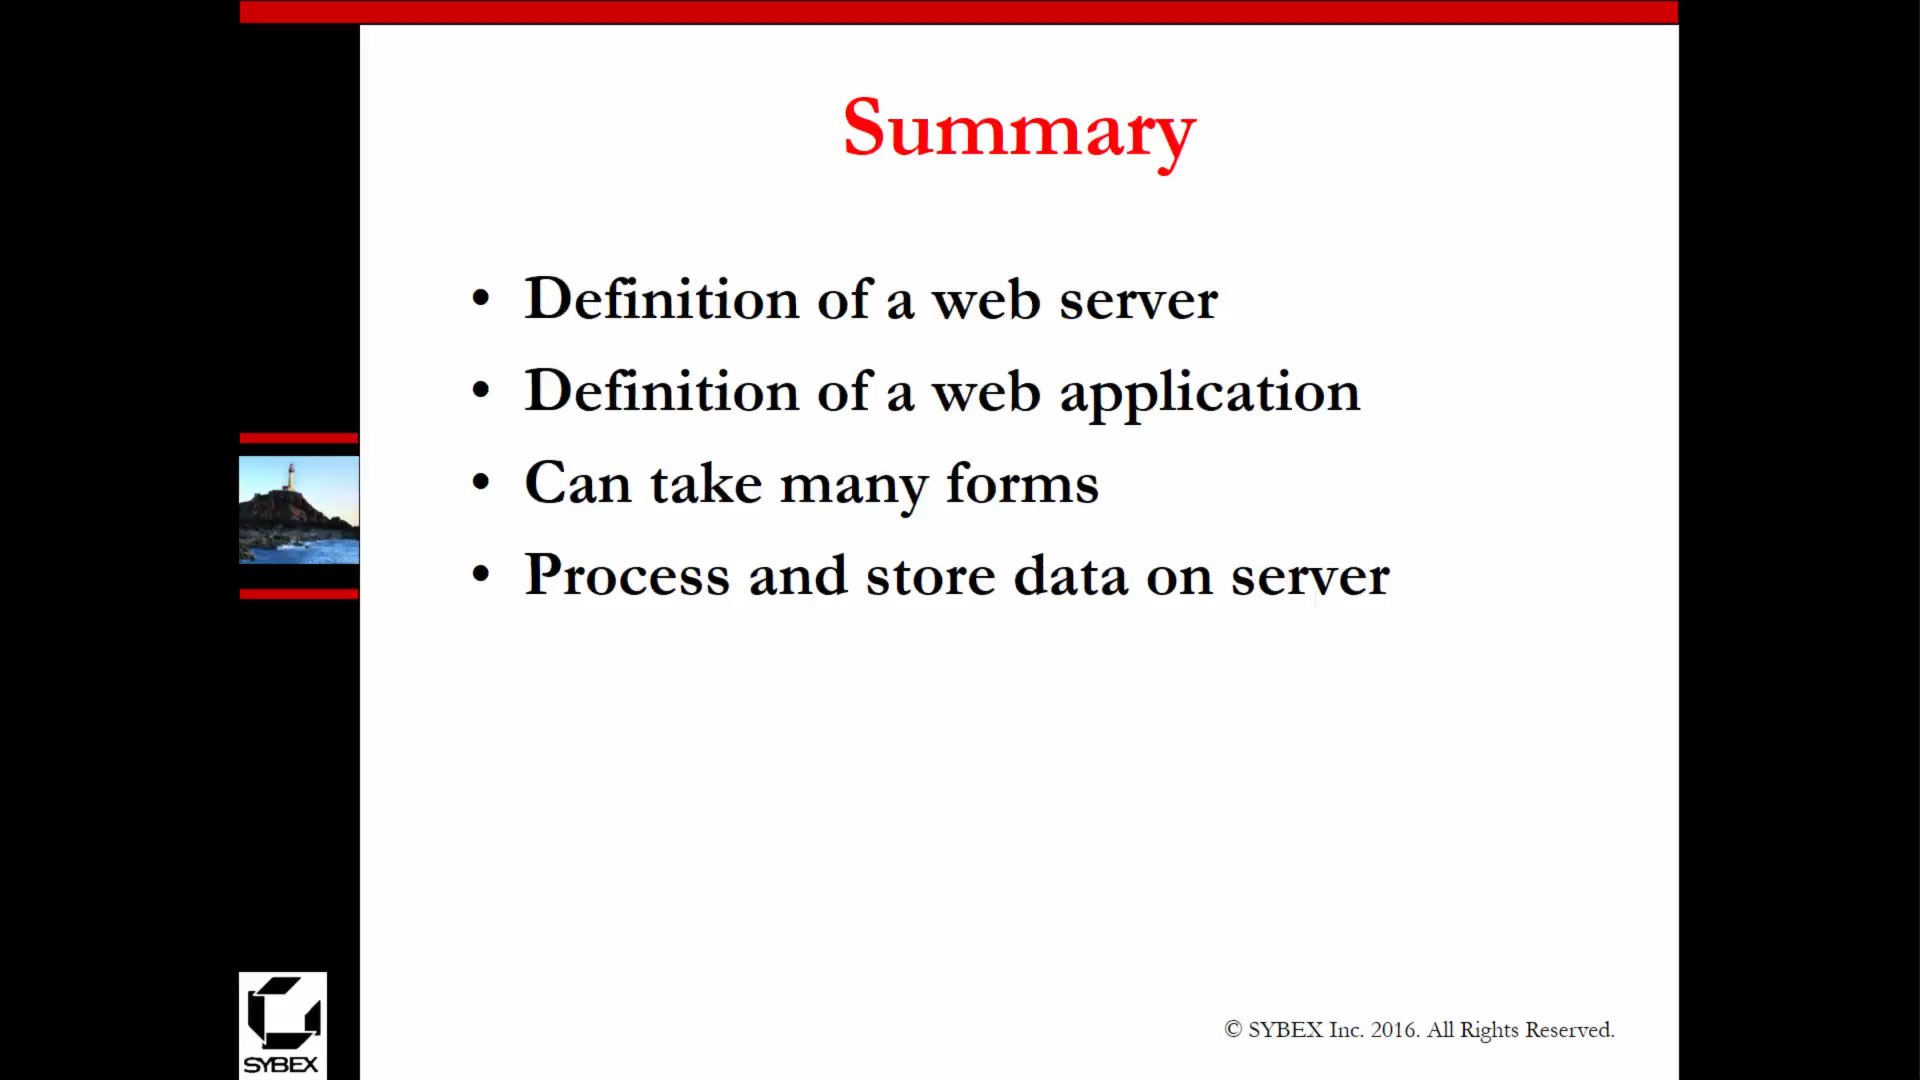 Summary
• Definition of a web server
• Definition of a web application
• Can take many forms
• Process and store data on server
SYBEX
© SYBEX Inc. 2016. All Rights Reserved.